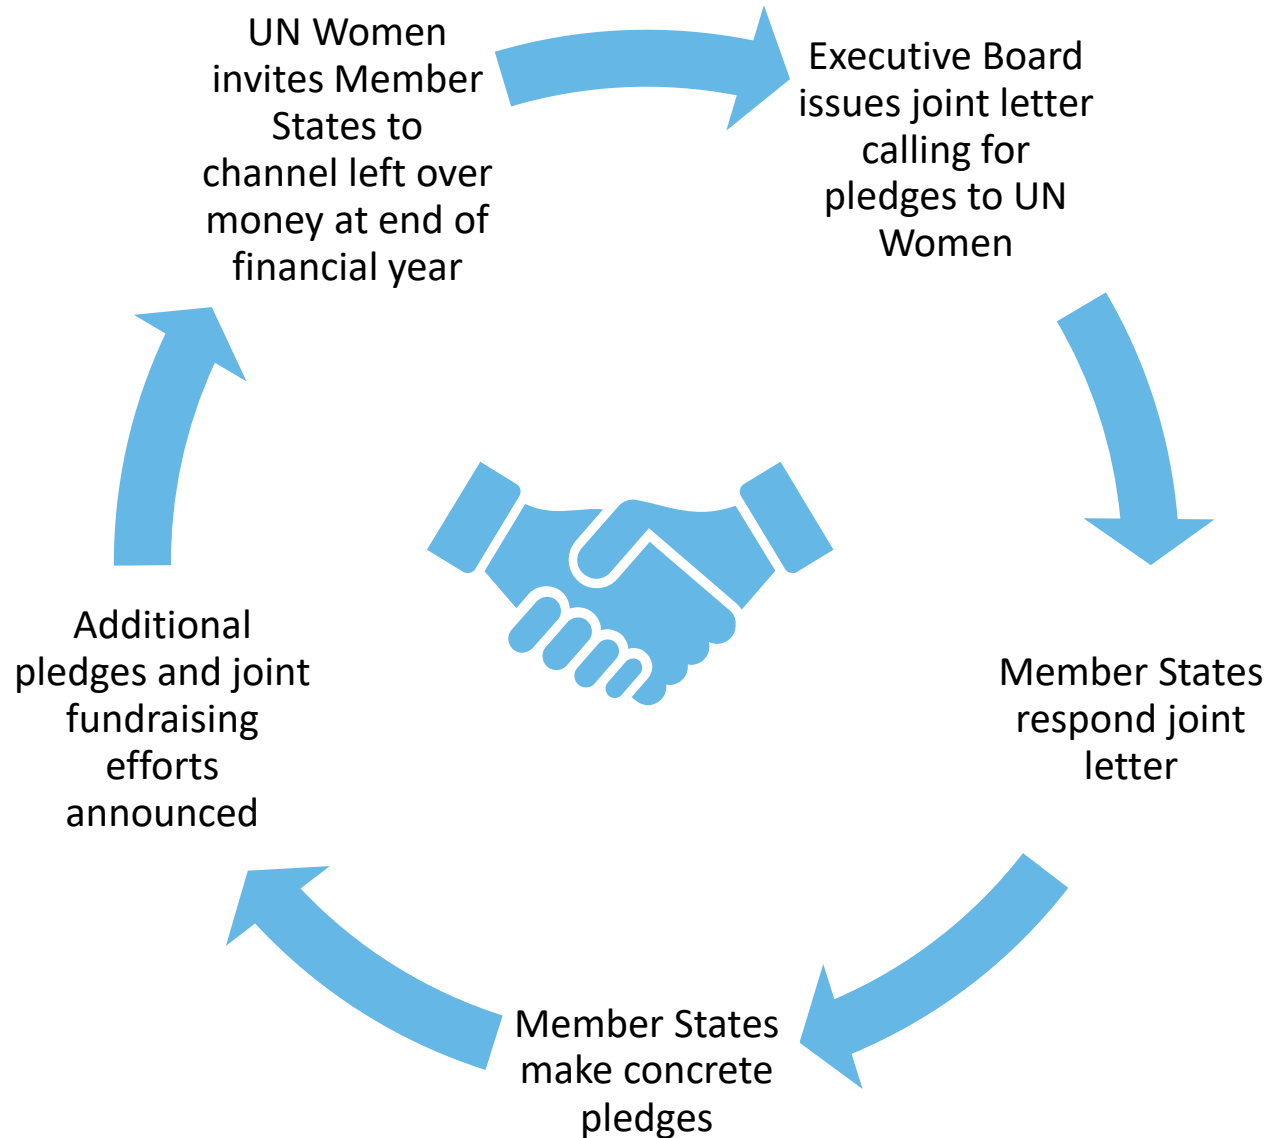 UN Women
invites Member
States to
channel left over
money at end of
financial year
Executive Board
issues joint letter
calling for
pledges to UN
Women
Member States
respond joint
letter
Member States
make concrete
pledges
Additional
pledges and joint
fundraising
efforts
announced